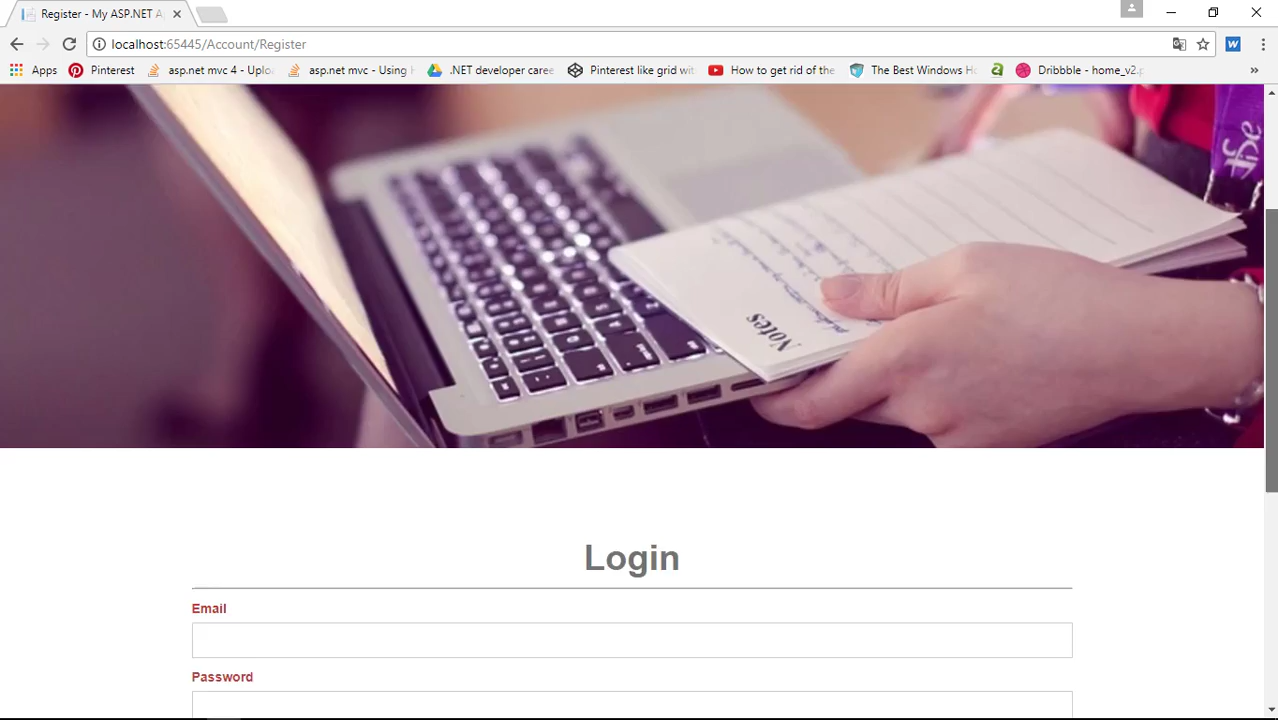 Register - My ASP.NET A
localhost:65445/Account/Register
Apps
Pinterest
asp.net mvc 4 - Uplo
asp.net mvc - Using
.NET developer caree
Pinterest like grid wit
How to get rid of the
The Best Windows H
Dribbble - home_v2.p
»
Notes
Login
Email
Password